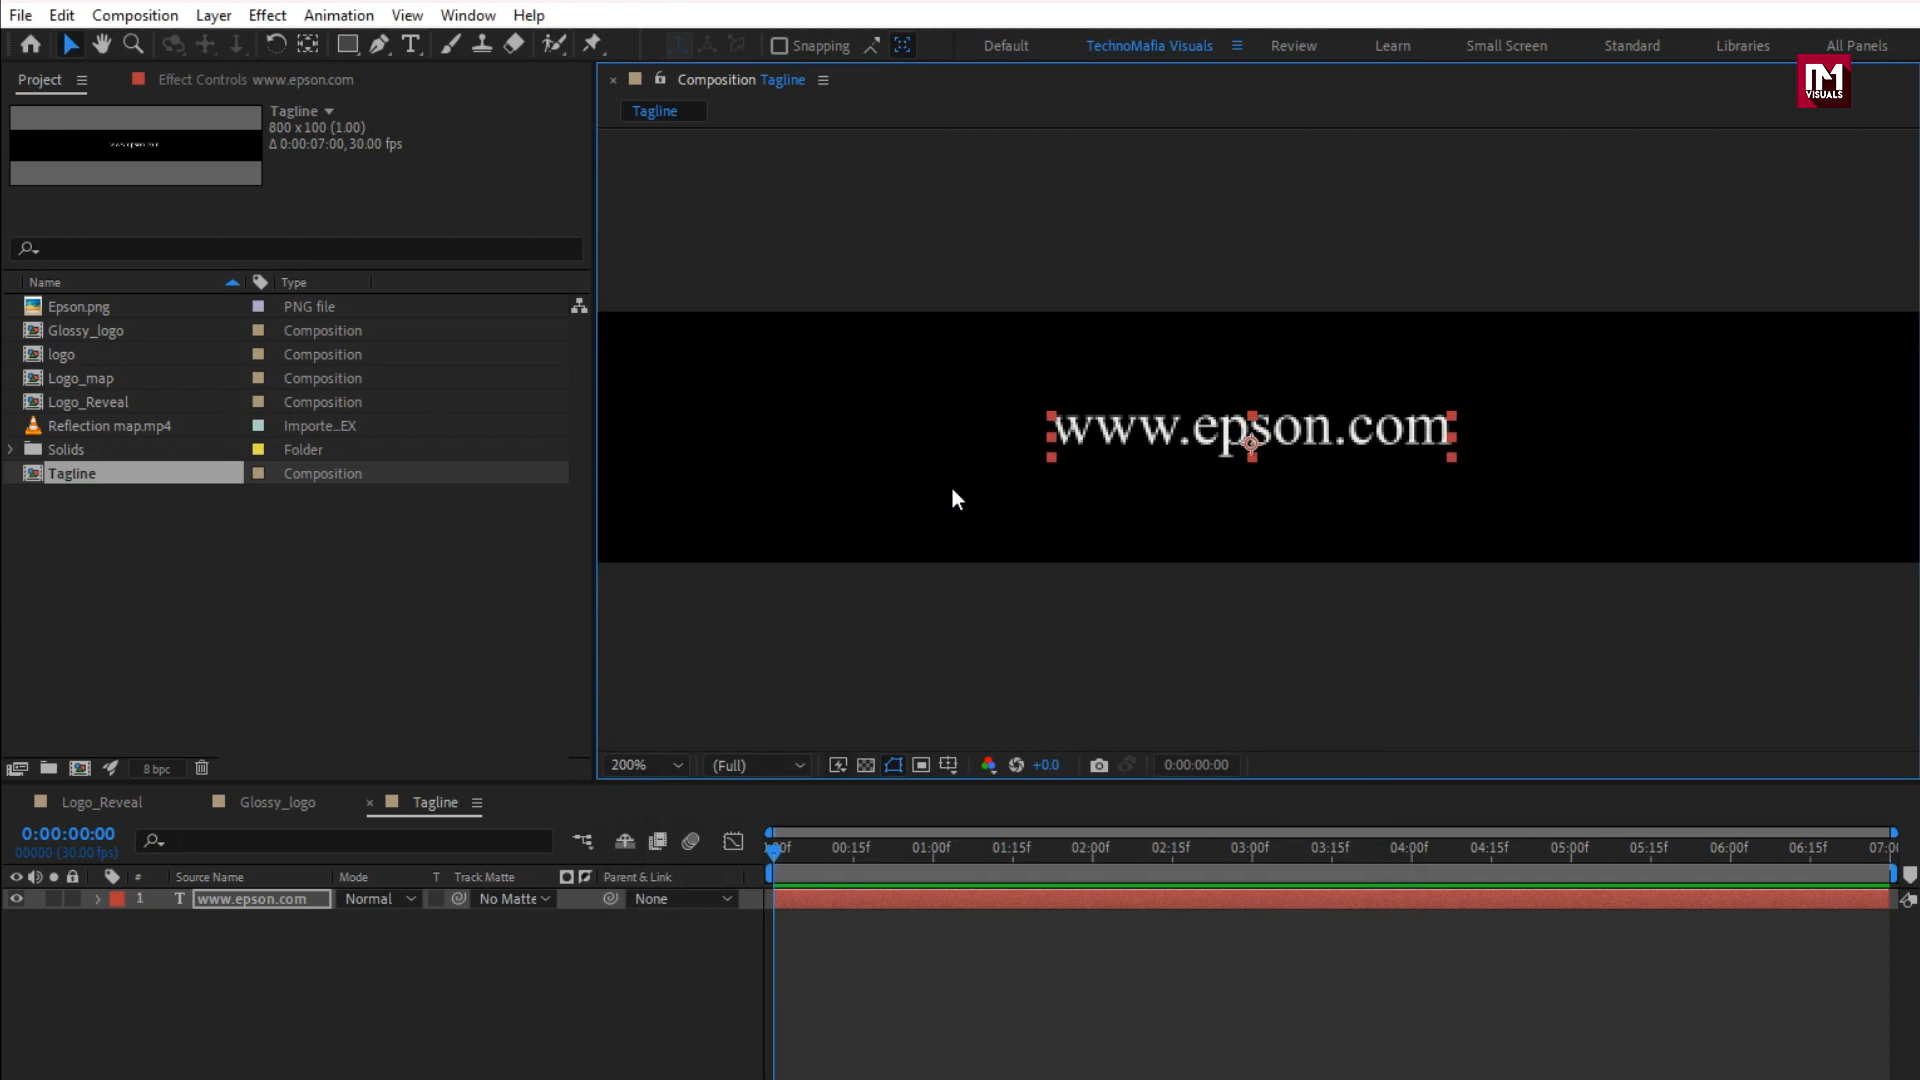 File Edit Composition Layer Effect Animation View Window Help
Snapping Default TechnoMafia Visuals Review Learn Small Screen Standard Libraries All Panels
M
VISUALS
Project Effect Controls www.epson.com
Composition Tagline
Tagline
Tagline
800 x 100 (1.00)
Δ 0:00:07:00, 30.00 fps
Name Type
Epson.png PNG file
Glossy_logo Composition
logo Composition
Logo_map Composition
Logo_Reveal Composition
Reflection map.mp4 Importe...EX
Solids Folder
Tagline Composition
www.epson.com
8 bpc
200% (Full) +0.0 0:00:00:00
Logo_Reveal Glossy_logo Tagline
0:00:00:00
00000 (30.00 fps)
00:15f 01:00f 01:15f 02:00f 02:15f 03:00f 03:15f 04:00f 04:15f 05:00f 05:15f 06:00f 06:15f
# Source Name Mode T Track Matte Parent & Link
1 T www.epson.com Normal No Matte None